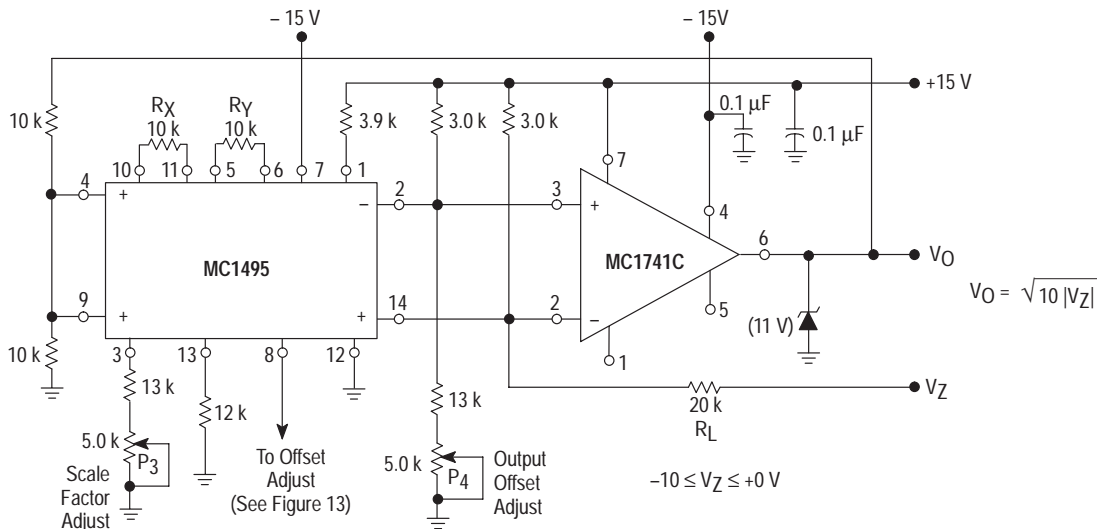 – 15 V
–15 V
+15 V
0.1 µF
0.1 µF
RX
10 k
RY
10 k
10 k
3.9 k
3.0 k
3.0 k
10
11
5
6
7
1
7
4
+
–
2
3
+
4
6
MC1495
MC1741C
VO
VO = √10 |VZ|
9
+
+
14
2
–
5
(11 V)
10 k
3
13
8
12
1
VZ
13 k
12 k
13 k
20 k
RL
5.0 k
P3
To Offset
Adjust
(See Figure 13)
5.0 k
P4
Output
Offset
Adjust
–10 ≤ VZ ≤ +0 V
Scale
Factor
Adjust